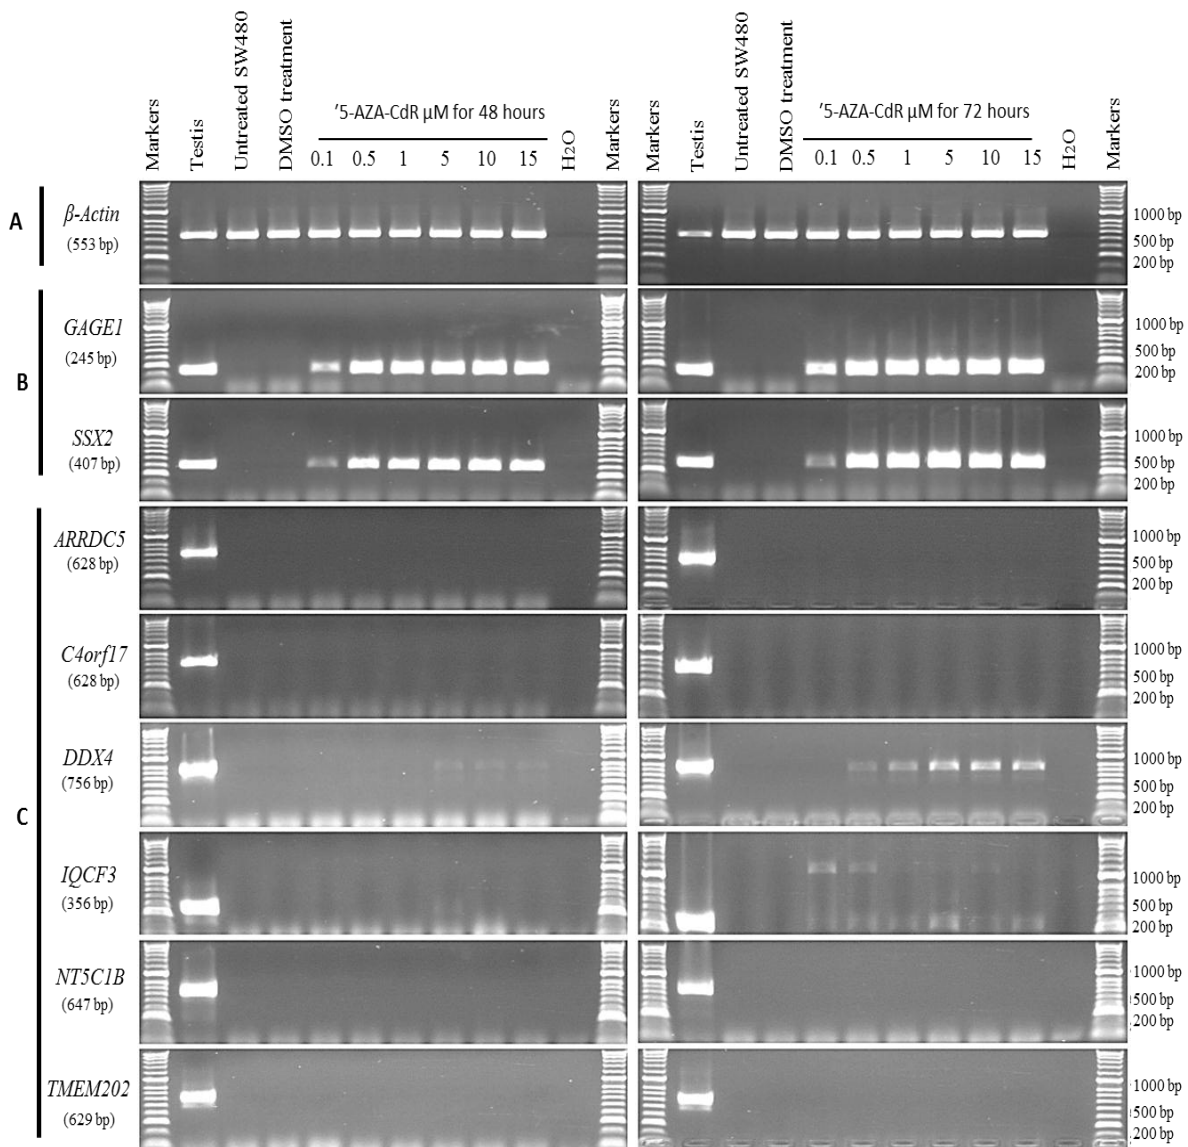 Markers
Testis
Untreated SW480
DMSO treatment
'5-AZA-CdR µM for 48 hours
0.1 0.5 1 5 10 15
H2O
Markers
Markers
Testis
Untreated SW480
DMSO treatment
'5-AZA-CdR µM for 72 hours
0.1 0.5 1 5 10 15
H2O
Markers
A
β-Actin
(553 bp)
1000 bp
500 bp
200 bp
B
GAGE1
(245 bp)
1000 bp
500 bp
200 bp
SSX2
(407 bp)
1000 bp
500 bp
200 bp
C
ARRDC5
(628 bp)
1000 bp
500 bp
200 bp
C4orf17
(628 bp)
1000 bp
500 bp
200 bp
DDX4
(756 bp)
1000 bp
500 bp
200 bp
IQCF3
(356 bp)
1000 bp
500 bp
200 bp
NT5C1B
(647 bp)
1000 bp
500 bp
200 bp
TMEM202
(629 bp)
1000 bp
500 bp
200 bp